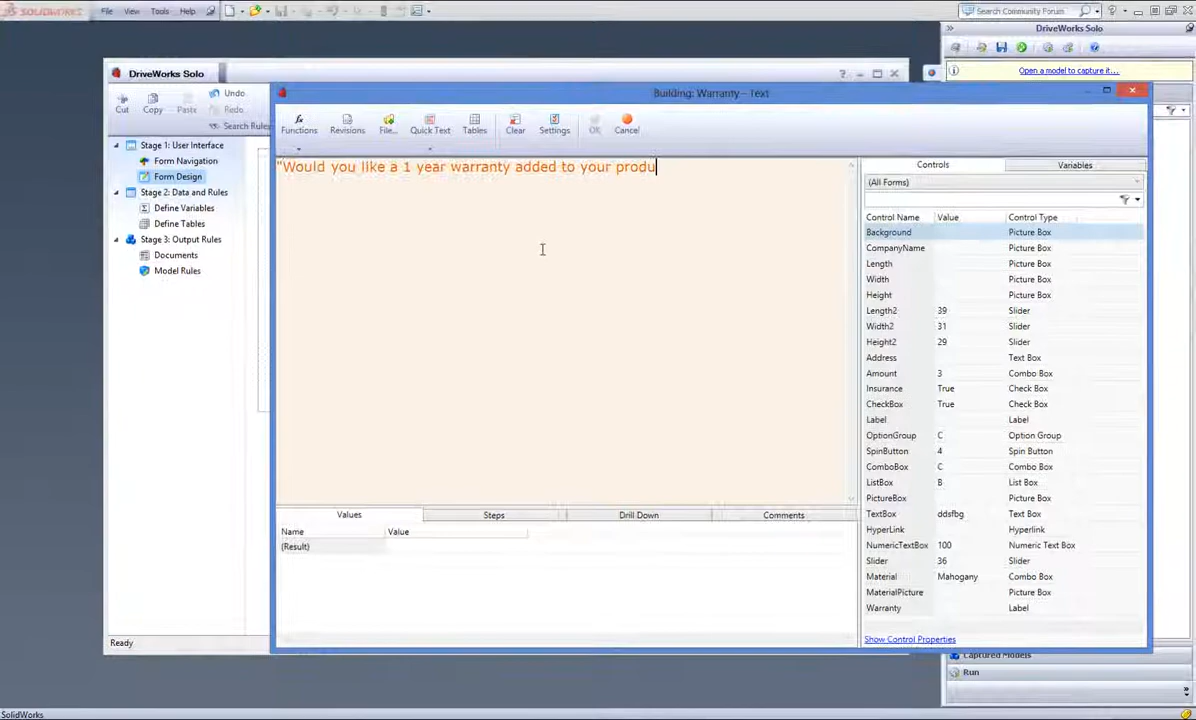 SOLIDWORKS File View Tools Help Search Community Forum
DriveWorks Solo
DriveWorks Solo
Open a model to capture it...
Building: Warranty - Text
Cut Copy Paste Undo
Redo
Search Rules
Functions Revisions File... Quick Text Tables Clear Settings OK Cancel
Stage 1: User Interface
Form Navigation
Form Design
Stage 2: Data and Rules
Define Variables
Define Tables
Stage 3: Output Rules
Documents
Model Rules
"Would you like a 1 year warranty added to your produ
Controls Variables
(All Forms)
Control Name Value Control Type
Background Picture Box
CompanyName Picture Box
Length Picture Box
Width Picture Box
Height Picture Box
Length2 39 Slider
Width2 31 Slider
Height2 29 Slider
Address Text Box
Amount 3 Combo Box
Insurance True Check Box
CheckBox True Check Box
Label Label
OptionGroup C Option Group
SpinButton 4 Spin Button
ComboBox C Combo Box
ListBox B List Box
PictureBox Picture Box
TextBox ddsfbg Text Box
HyperLink Hyperlink
NumericTextBox 100 Numeric Text Box
Slider 36 Slider
Material Mahogany Combo Box
MaterialPicture Picture Box
Warranty Label
Show Control Properties
Values Steps Drill Down Comments
Name Value
(Result)
Ready
Captured Models
Run
SolidWorks